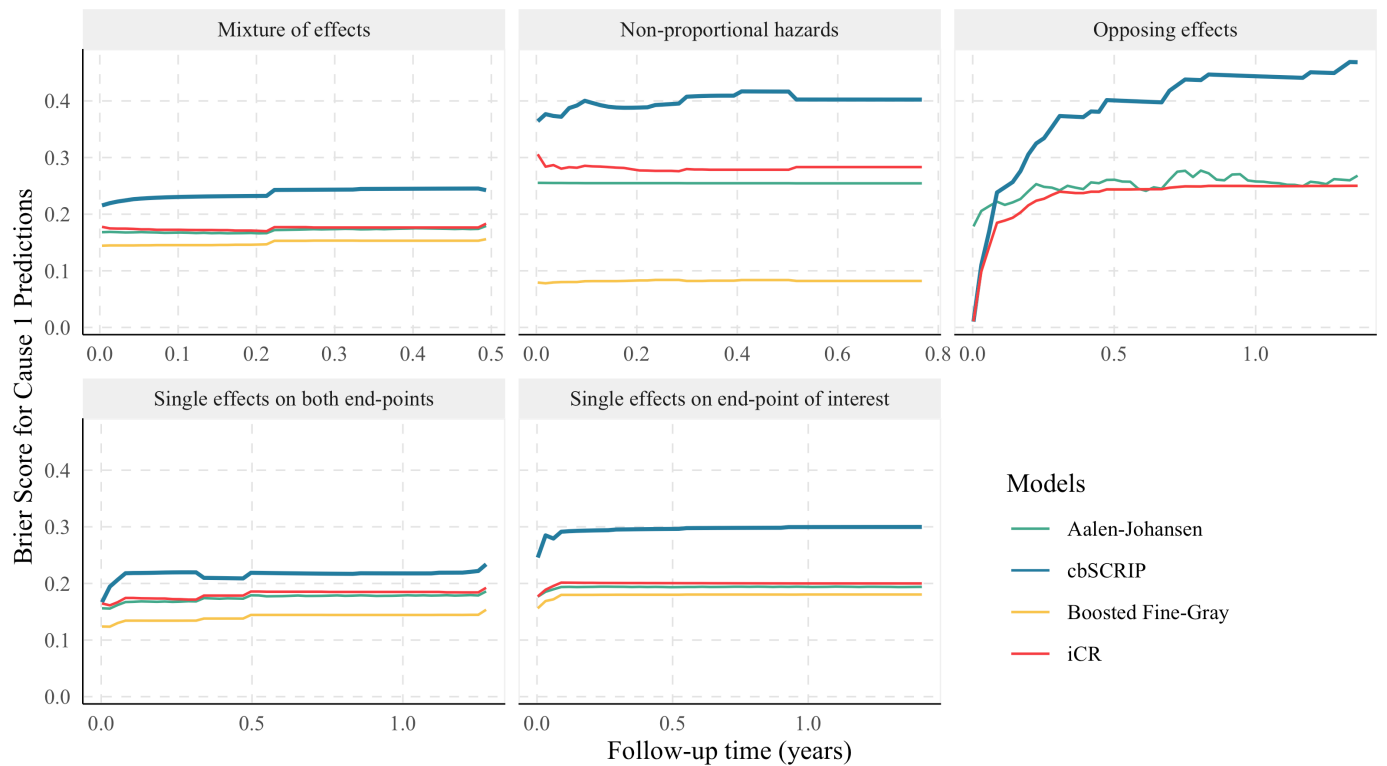 Mixture of effects
Non-proportional hazards
Opposing effects
Brier Score for Cause 1 Predictions
0.4
0.3
0.2
0.1
0.0
0.0 0.1 0.2 0.3 0.4 0.5
0.0 0.2 0.4 0.6 0.8
0.0 0.5 1.0
Single effects on both end-points
Single effects on end-point of interest
0.4
0.3
0.2
0.1
0.0
0.0 0.5 1.0
0.0 0.5 1.0
Follow-up time (years)
Models
Aalen-Johansen
cbSCRIP
Boosted Fine-Gray
iCR